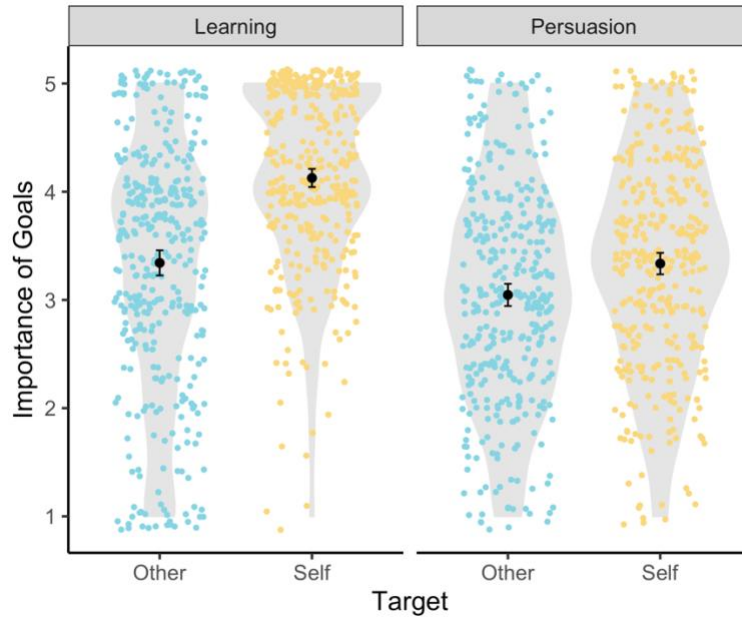 Learning
Persuasion
Importance of Goals
5
4
3
2
1
Other
Self
Other
Self
Target